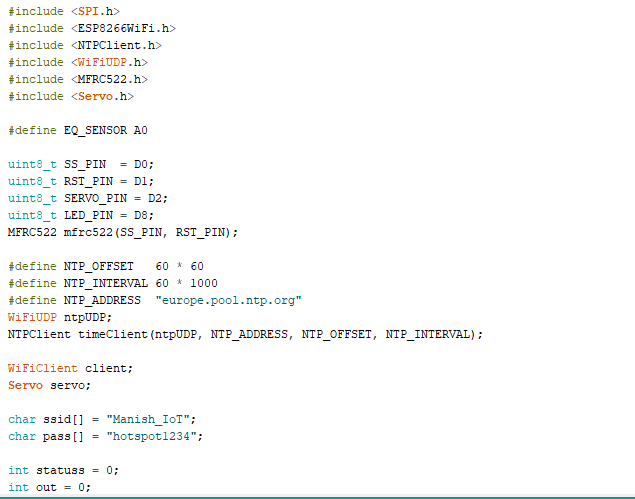 #include <SPI.h>
#include <ESP8266WiFi.h>
#include <NTPClient.h>
#include <WiFiUDP.h>
#include <MFRC522.h>
#include <Servo.h>
#define EQ_SENSOR A0
uint8_t SS_PIN  = D0;
uint8_t RST_PIN = D1;
uint8_t SERVO_PIN = D2;
uint8_t LED_PIN = D8;
MFRC522 mfrc522(SS_PIN, RST_PIN);
#define NTP_OFFSET   60 * 60
#define NTP_INTERVAL 60 * 1000
#define NTP_ADDRESS  "europe.pool.ntp.org"
WiFiUDP ntpUDP;
NTPClient timeClient(ntpUDP, NTP_ADDRESS, NTP_OFFSET, NTP_INTERVAL);
WiFiClient client;
Servo servo;
char ssid[] = "Manish_IoT";
char pass[] = "hotspot1234";
int statuss = 0;
int out = 0;